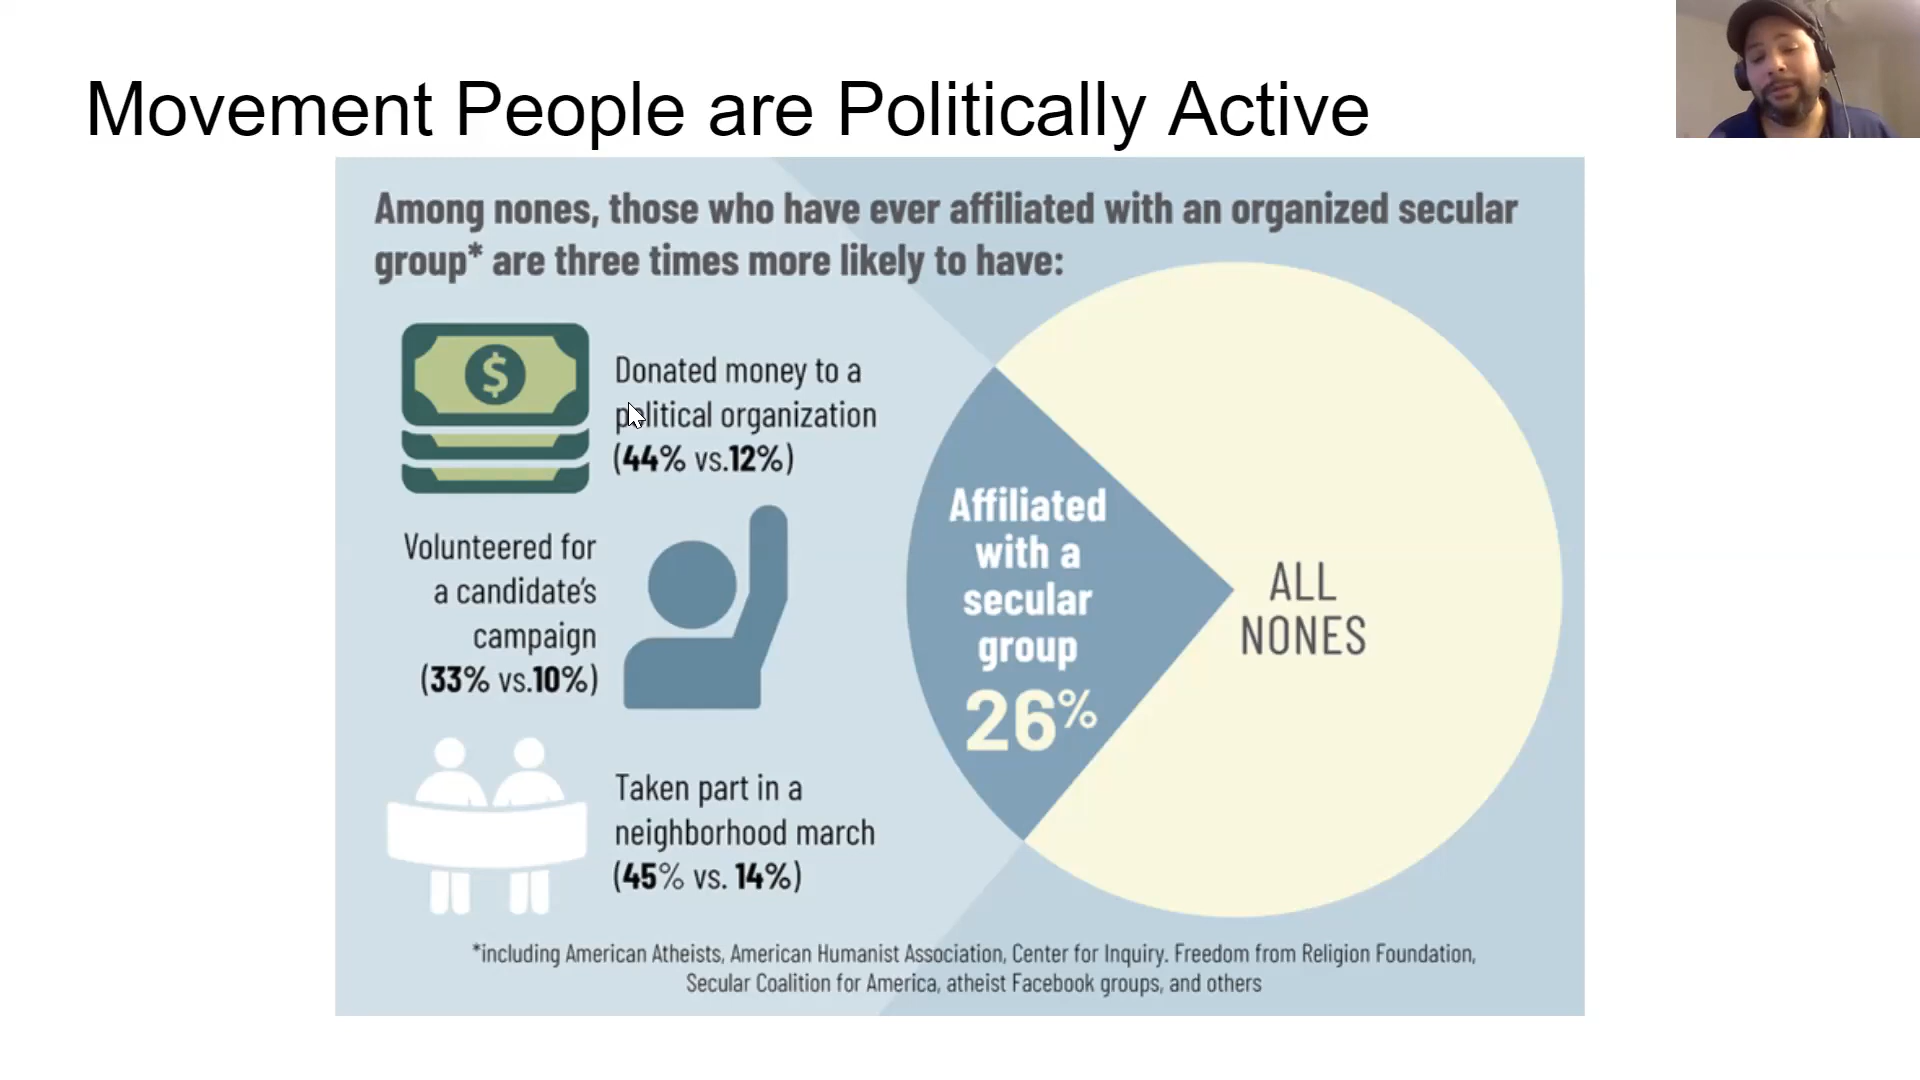 Movement People are Politically Active
Among nones, those who have ever affiliated with an organized secular
group* are three times more likely to have:
$
Donated money to a
political organization
(44% vs.12%)
Volunteered for
a candidate's
campaign
(33% vs.10%)
Taken part in a
neighborhood march
(45% vs. 14%)
Affiliated
with a
secular
group
26%
ALL
NONES
*including American Atheists, American Humanist Association, Center for Inquiry. Freedom from Religion Foundation,
Secular Coalition for America, atheist Facebook groups, and others